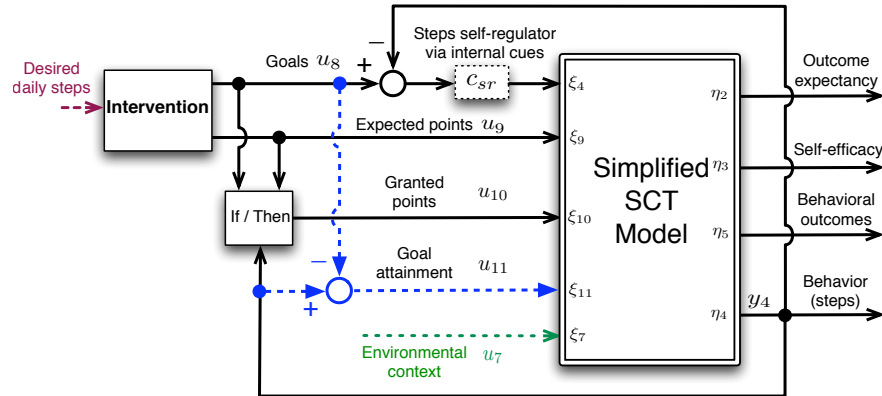 Steps self-regulator
via internal cues
Goals u₈
−
+
Desired
daily steps
Intervention
c_sr
ξ₄
Outcome
expectancy
η₂
Expected points u₉
ξ₉
Simplified
SCT
Model
Self-efficacy
η₃
If / Then
Granted
points
u₁₀
ξ₁₀
Behavioral
outcomes
η₅
−
+
Goal
attainment
u₁₁
ξ₁₁
Behavior
(steps)
y₄
η₄
ξ₇
Environmental
context
u₇